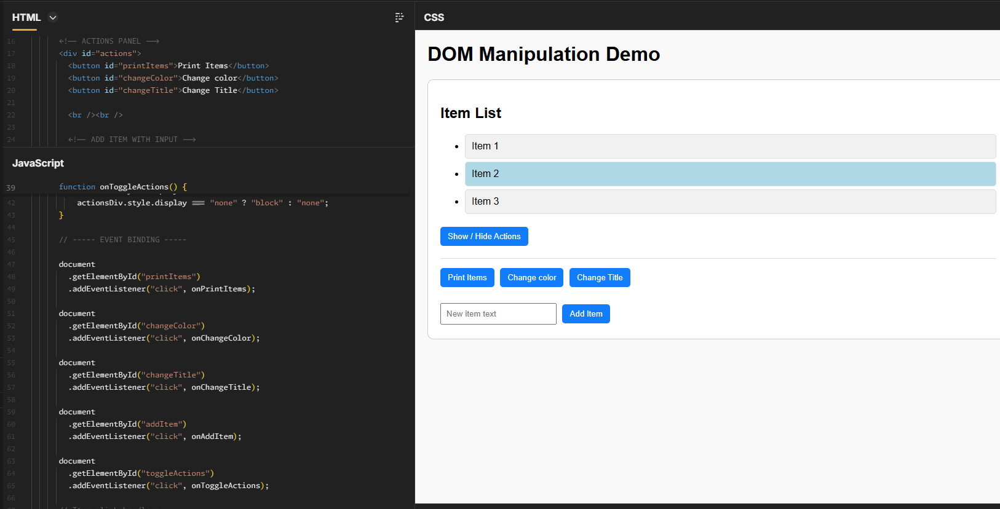 HTML
16 <!-- ACTIONS PANEL -->
17 <div id="actions">
18 <button id="printItems">Print Items</button>
19 <button id="changeColor">Change color</button>
20 <button id="changeTitle">Change Title</button>
21
22 <br /><br />
23
24 <!-- ADD ITEM WITH INPUT -->
JavaScript
39 function onToggleActions() {
42 actionsDiv.style.display === "none" ? "block" : "none";
43 }
44
45 // ----- EVENT BINDING -----
46
47 document
48 .getElementById("printItems")
49 .addEventListener("click", onPrintItems);
50
51 document
52 .getElementById("changeColor")
53 .addEventListener("click", onChangeColor);
54
55 document
56 .getElementById("changeTitle")
57 .addEventListener("click", onChangeTitle);
58
59 document
60 .getElementById("addItem")
61 .addEventListener("click", onAddItem);
62
63 document
64 .getElementById("toggleActions")
65 .addEventListener("click", onToggleActions);
66
CSS
DOM Manipulation Demo
Item List
• Item 1
• Item 2
• Item 3
Show / Hide Actions
Print Items Change color Change Title
New item text Add Item